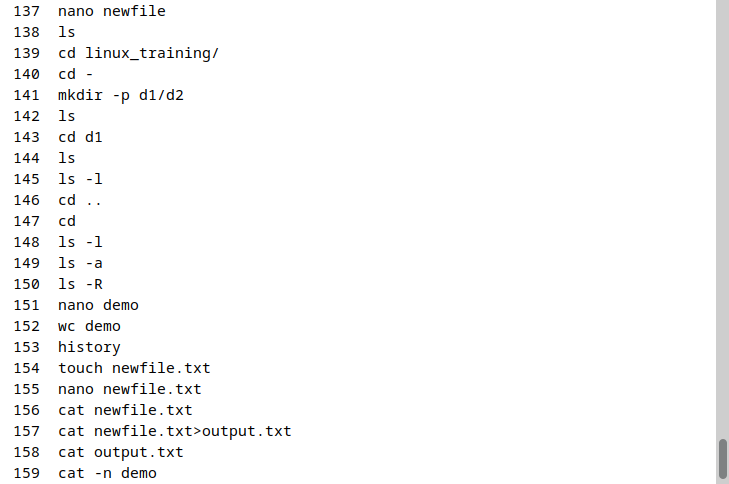 137 nano newfile
138 ls
139 cd linux_training/
140 cd -
141 mkdir -p d1/d2
142 ls
143 cd d1
144 ls
145 ls -l
146 cd ..
147 cd
148 ls -l
149 ls -a
150 ls -R
151 nano demo
152 wc demo
153 history
154 touch newfile.txt
155 nano newfile.txt
156 cat newfile.txt
157 cat newfile.txt>output.txt
158 cat output.txt
159 cat -n demo